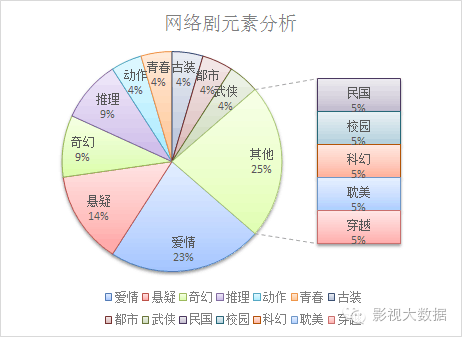 网络剧元素分析
青春
4%
古装
4%
动作
4%
都市
4%
武侠
4%
推理
9%
奇幻
9%
悬疑
14%
爱情
23%
其他
25%
民国
5%
校园
5%
科幻
5%
耽美
5%
穿越
5%
爱情 悬疑 奇幻 推理 动作 青春 古装
都市 武侠 民国 校园 科幻 耽美 穿越
影视大数据